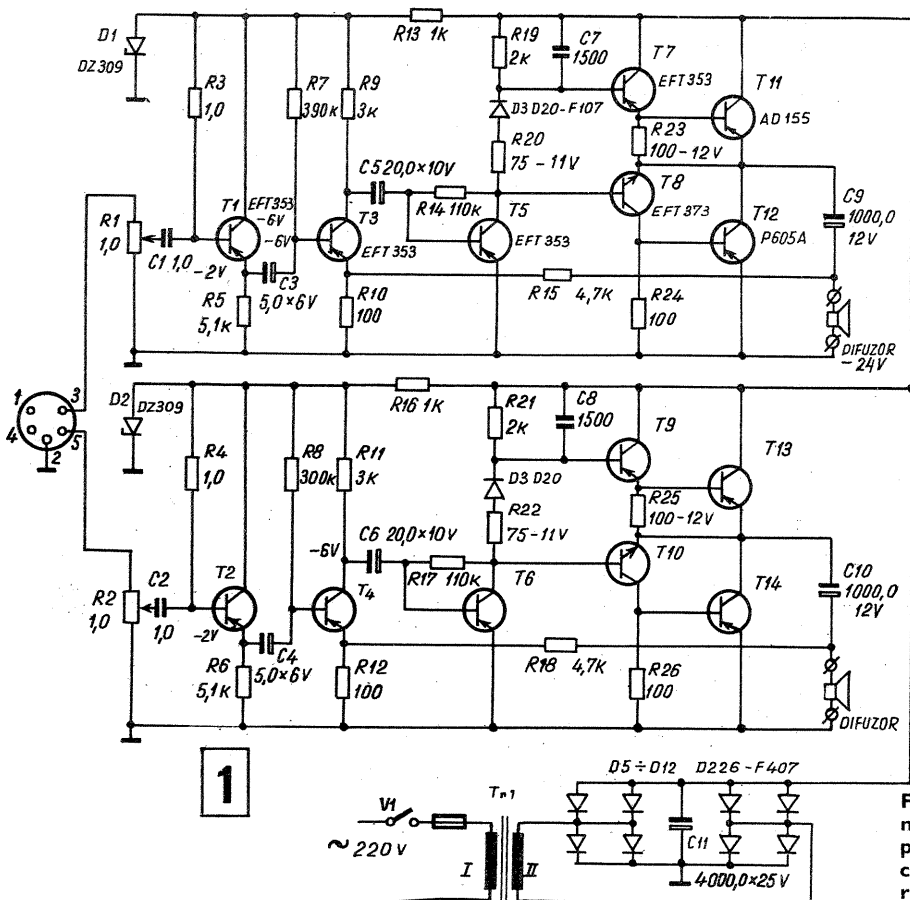 D1
DZ309
R3
1,0
R7
390k
R9
3k
R13 1k
R19
2k
C7
1500
T7
EFT353
D3 D20-F107
R20
75-11V
T11
AD155
R23
100-12V
C5 20,0×10V
R14 110k
T5
EFT353
T8
EFT373
T12
P605A
C9
1000,0
12V
R1
1,0
C1 1,0
T1
EFT353
-6V
-6V
-2V
C3
5,0×6V
T3
EFT353
R5
5,1k
R10
100
R15 4,7K
R24
100
DIFUZOR
-24V
1
3
4
5
2
D2
DZ309
R4
1,0
R8
300k
R11
3k
R16 1K
R21
2k
C8
1500
T9
D3 D20
R22
75-11V
T13
R25
100-12V
-6V
C6 20,0×10V
R17 110k
T6
T10
T14
C10
1000,0
12V
R2
1,0
C2
1,0
T2
-2V
C4
5,0×6V
T4
R6
5,1k
R12
100
R18 4,7K
R26
100
DIFUZOR
1
V1
~220V
Tr1
I
II
D5÷D12 D226-F407
C11
4000,0×25V
F
n
p
c
r